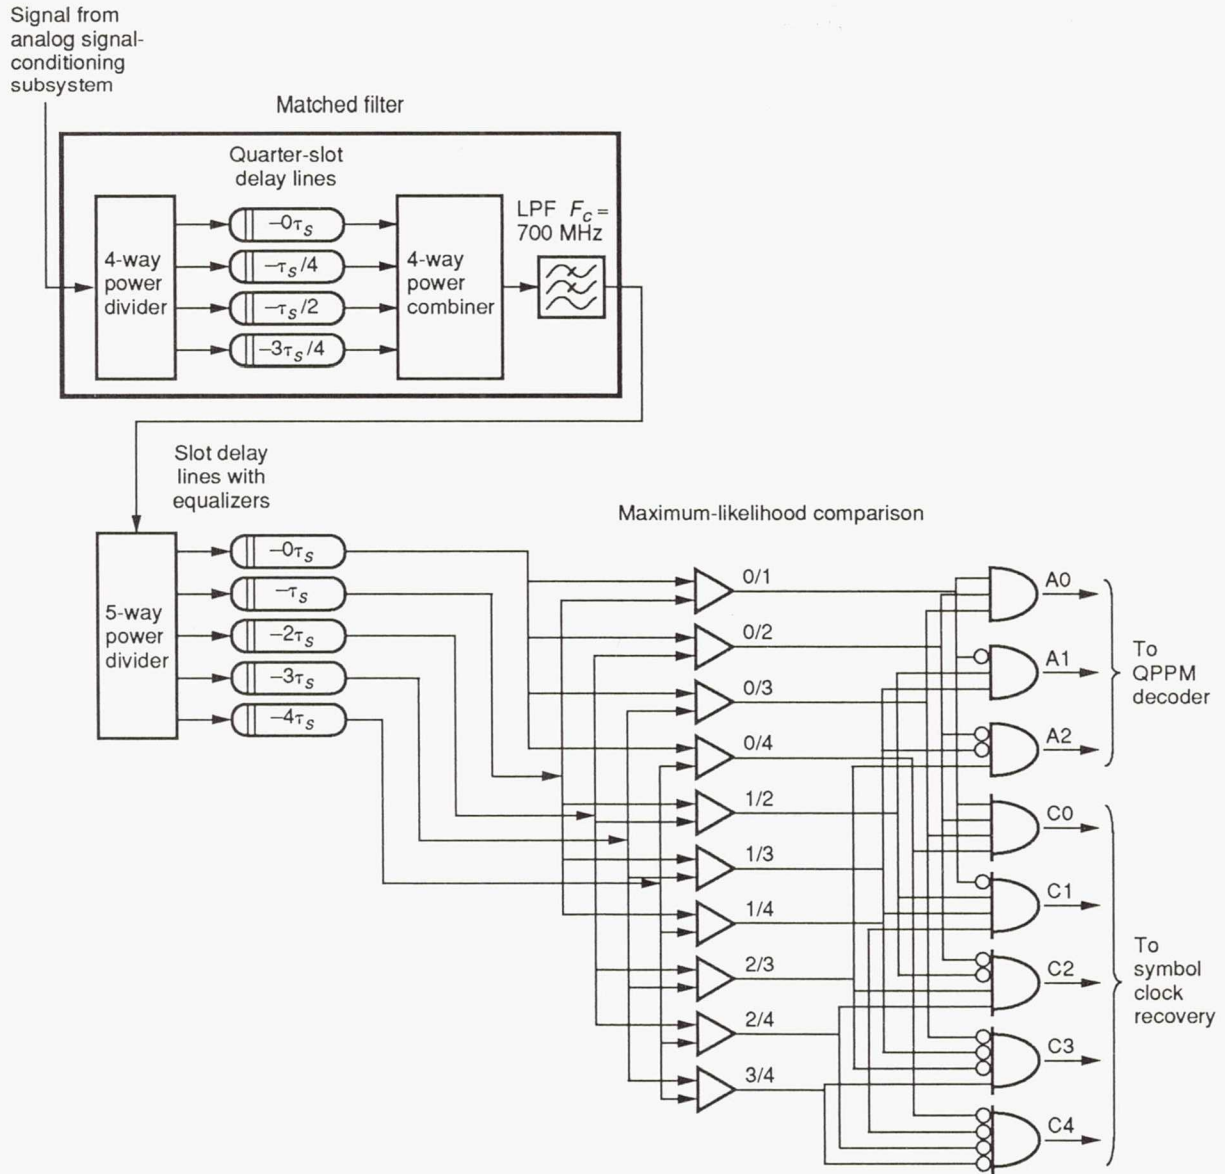 Signal from
analog signal-
conditioning
subsystem
Matched filter
Quarter-slot
delay lines
4-way
power
divider
−0τS
−τS/4
−τS/2
−3τS/4
4-way
power
combiner
LPF Fc =
700 MHz
Slot delay
lines with
equalizers
5-way
power
divider
−0τS
−τS
−2τS
−3τS
−4τS
Maximum-likelihood comparison
0/1
0/2
0/3
0/4
1/2
1/3
1/4
2/3
2/4
3/4
A0
A1
A2
C0
C1
C2
C3
C4
To
QPPM
decoder
To
symbol
clock
recovery